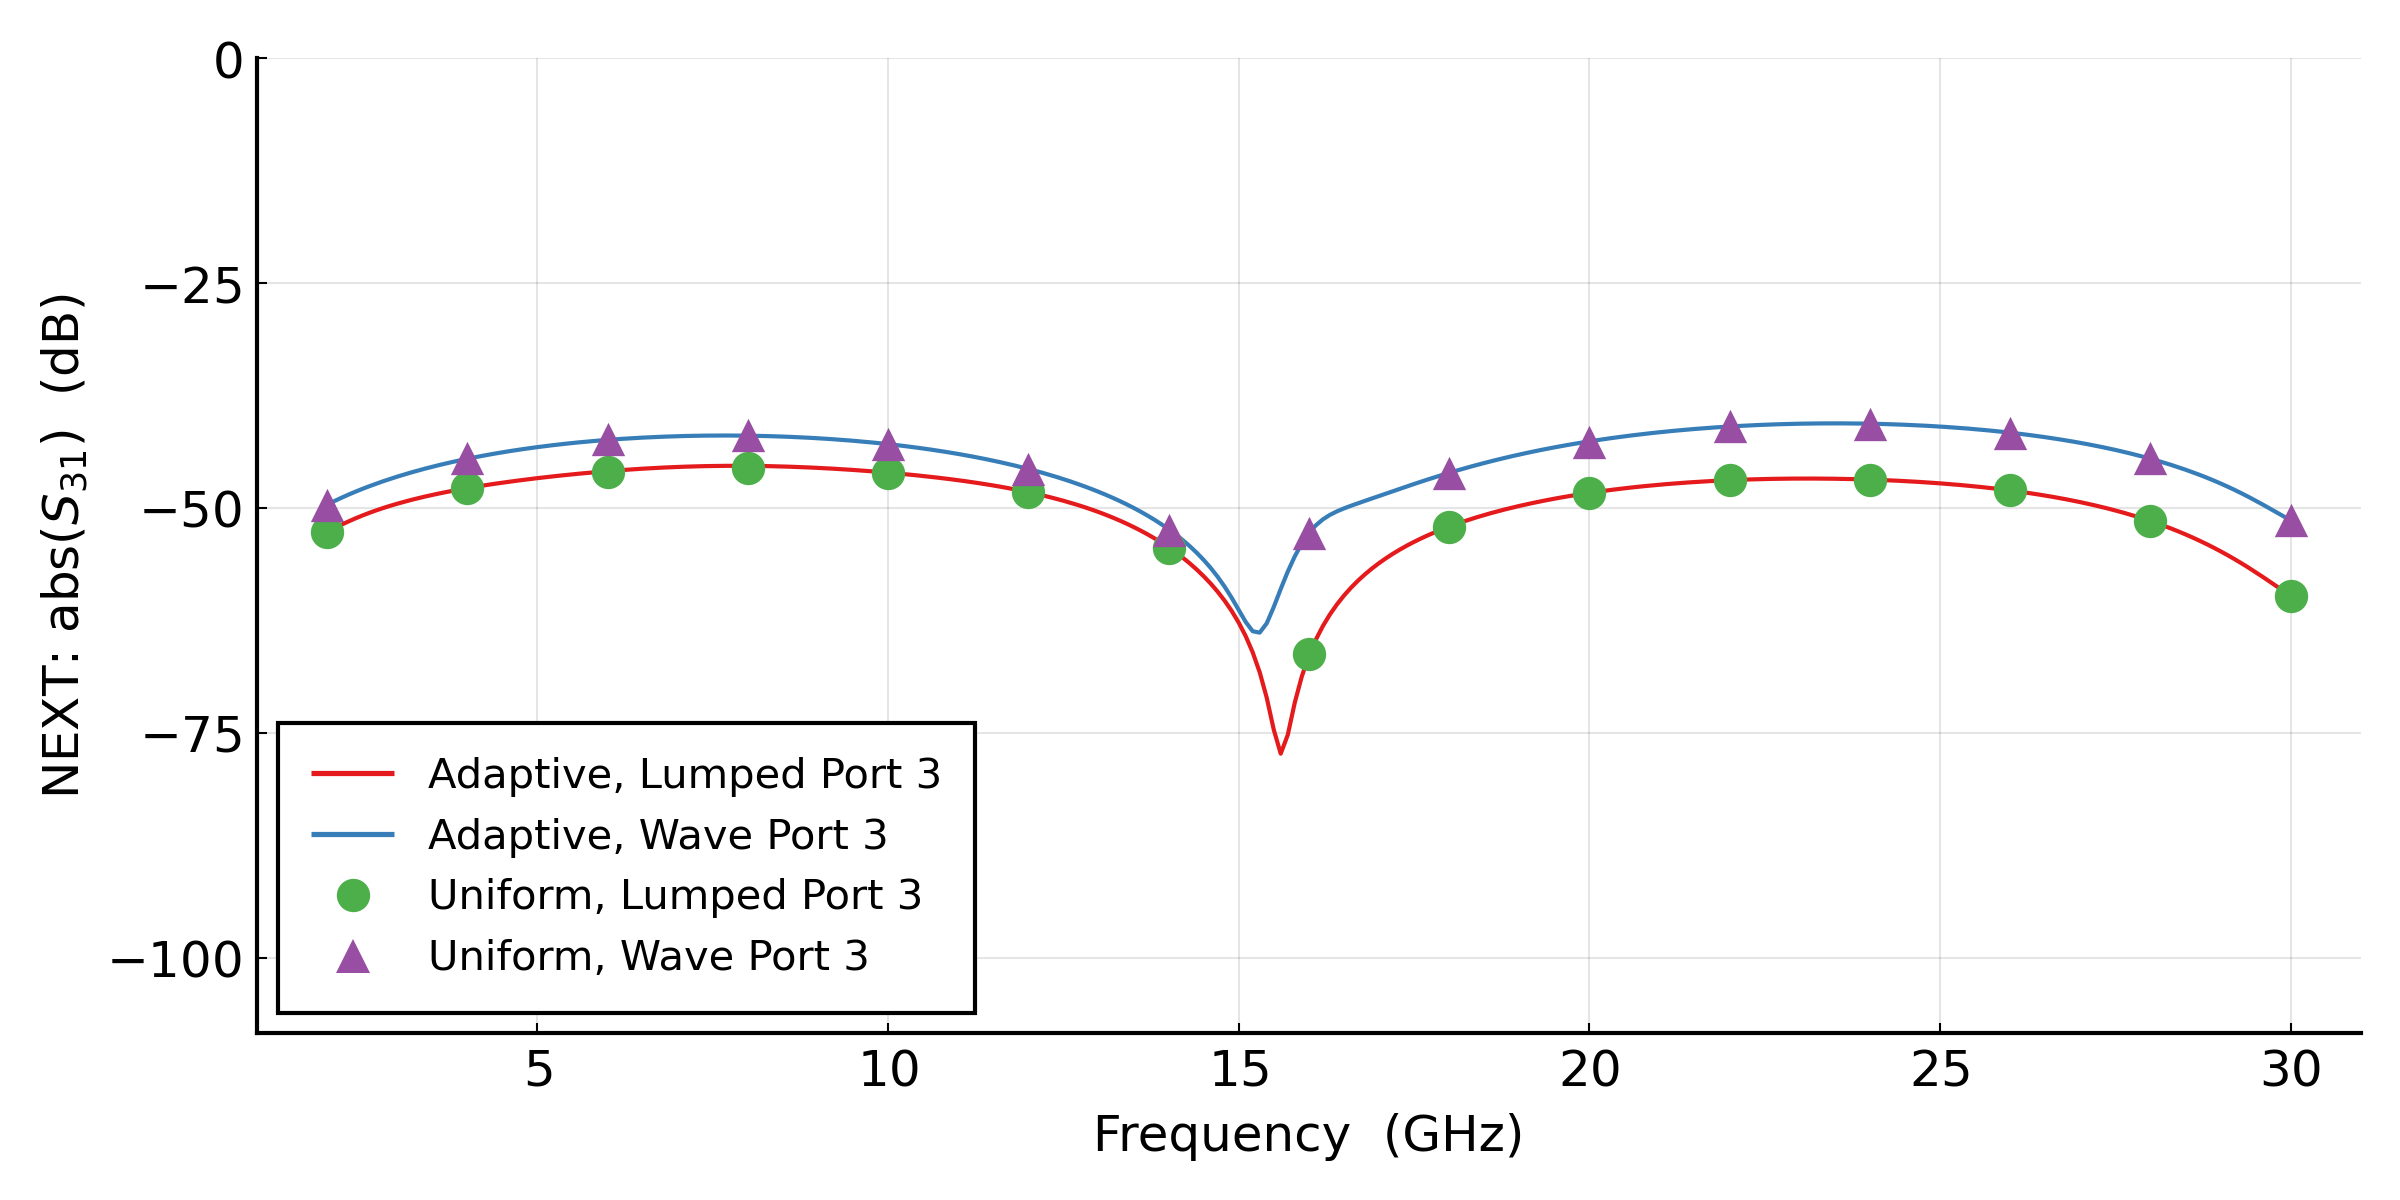 0
−25
−50
−75
−100
NEXT: abs(S₃₁) (dB)
Adaptive, Lumped Port 3
Adaptive, Wave Port 3
Uniform, Lumped Port 3
Uniform, Wave Port 3
5 10 15 20 25 30
Frequency (GHz)